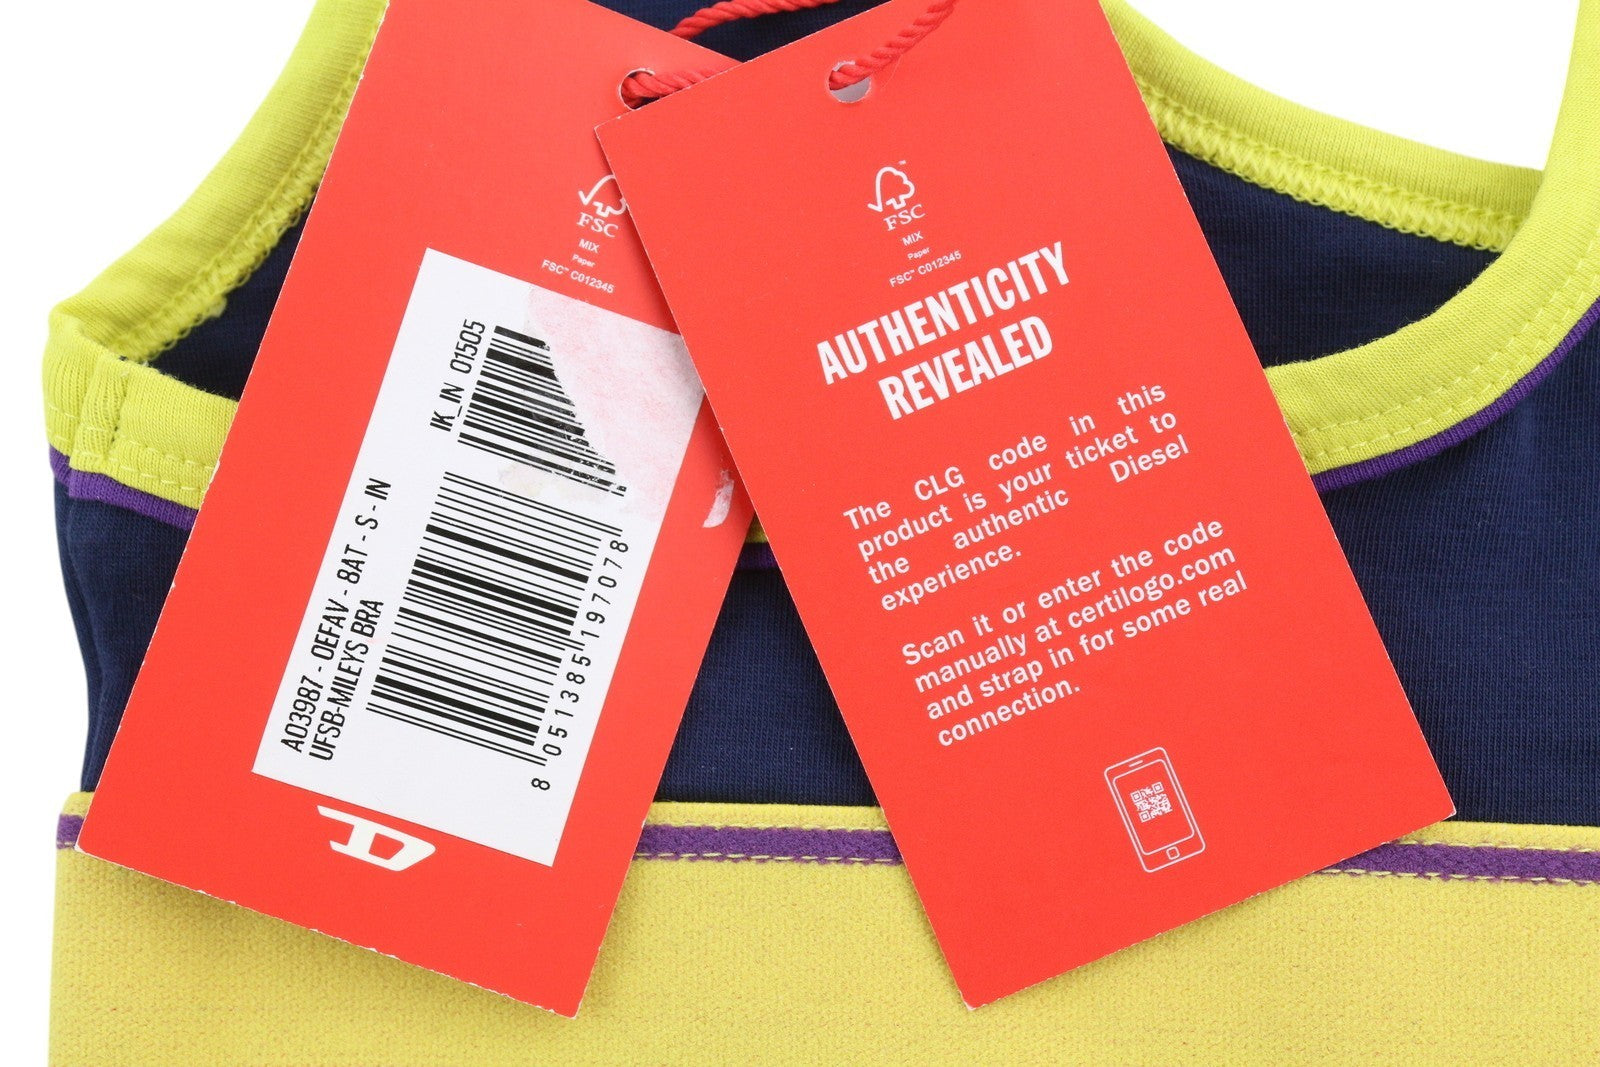 FSC
MIX
Paper
FSC™ C012345
IK_IN 01505
A03987 - 0EFAV - 8AT - S - IN
UFSB-MILEYS BRA
8 051385 197078
D
FSC
MIX
Paper
FSC™ C012345
AUTHENTICITY
REVEALED
The CLG code in this
product is your ticket to
the authentic Diesel
experience.
Scan it or enter the code
manually at certilogo.com
and strap in for some real
connection.